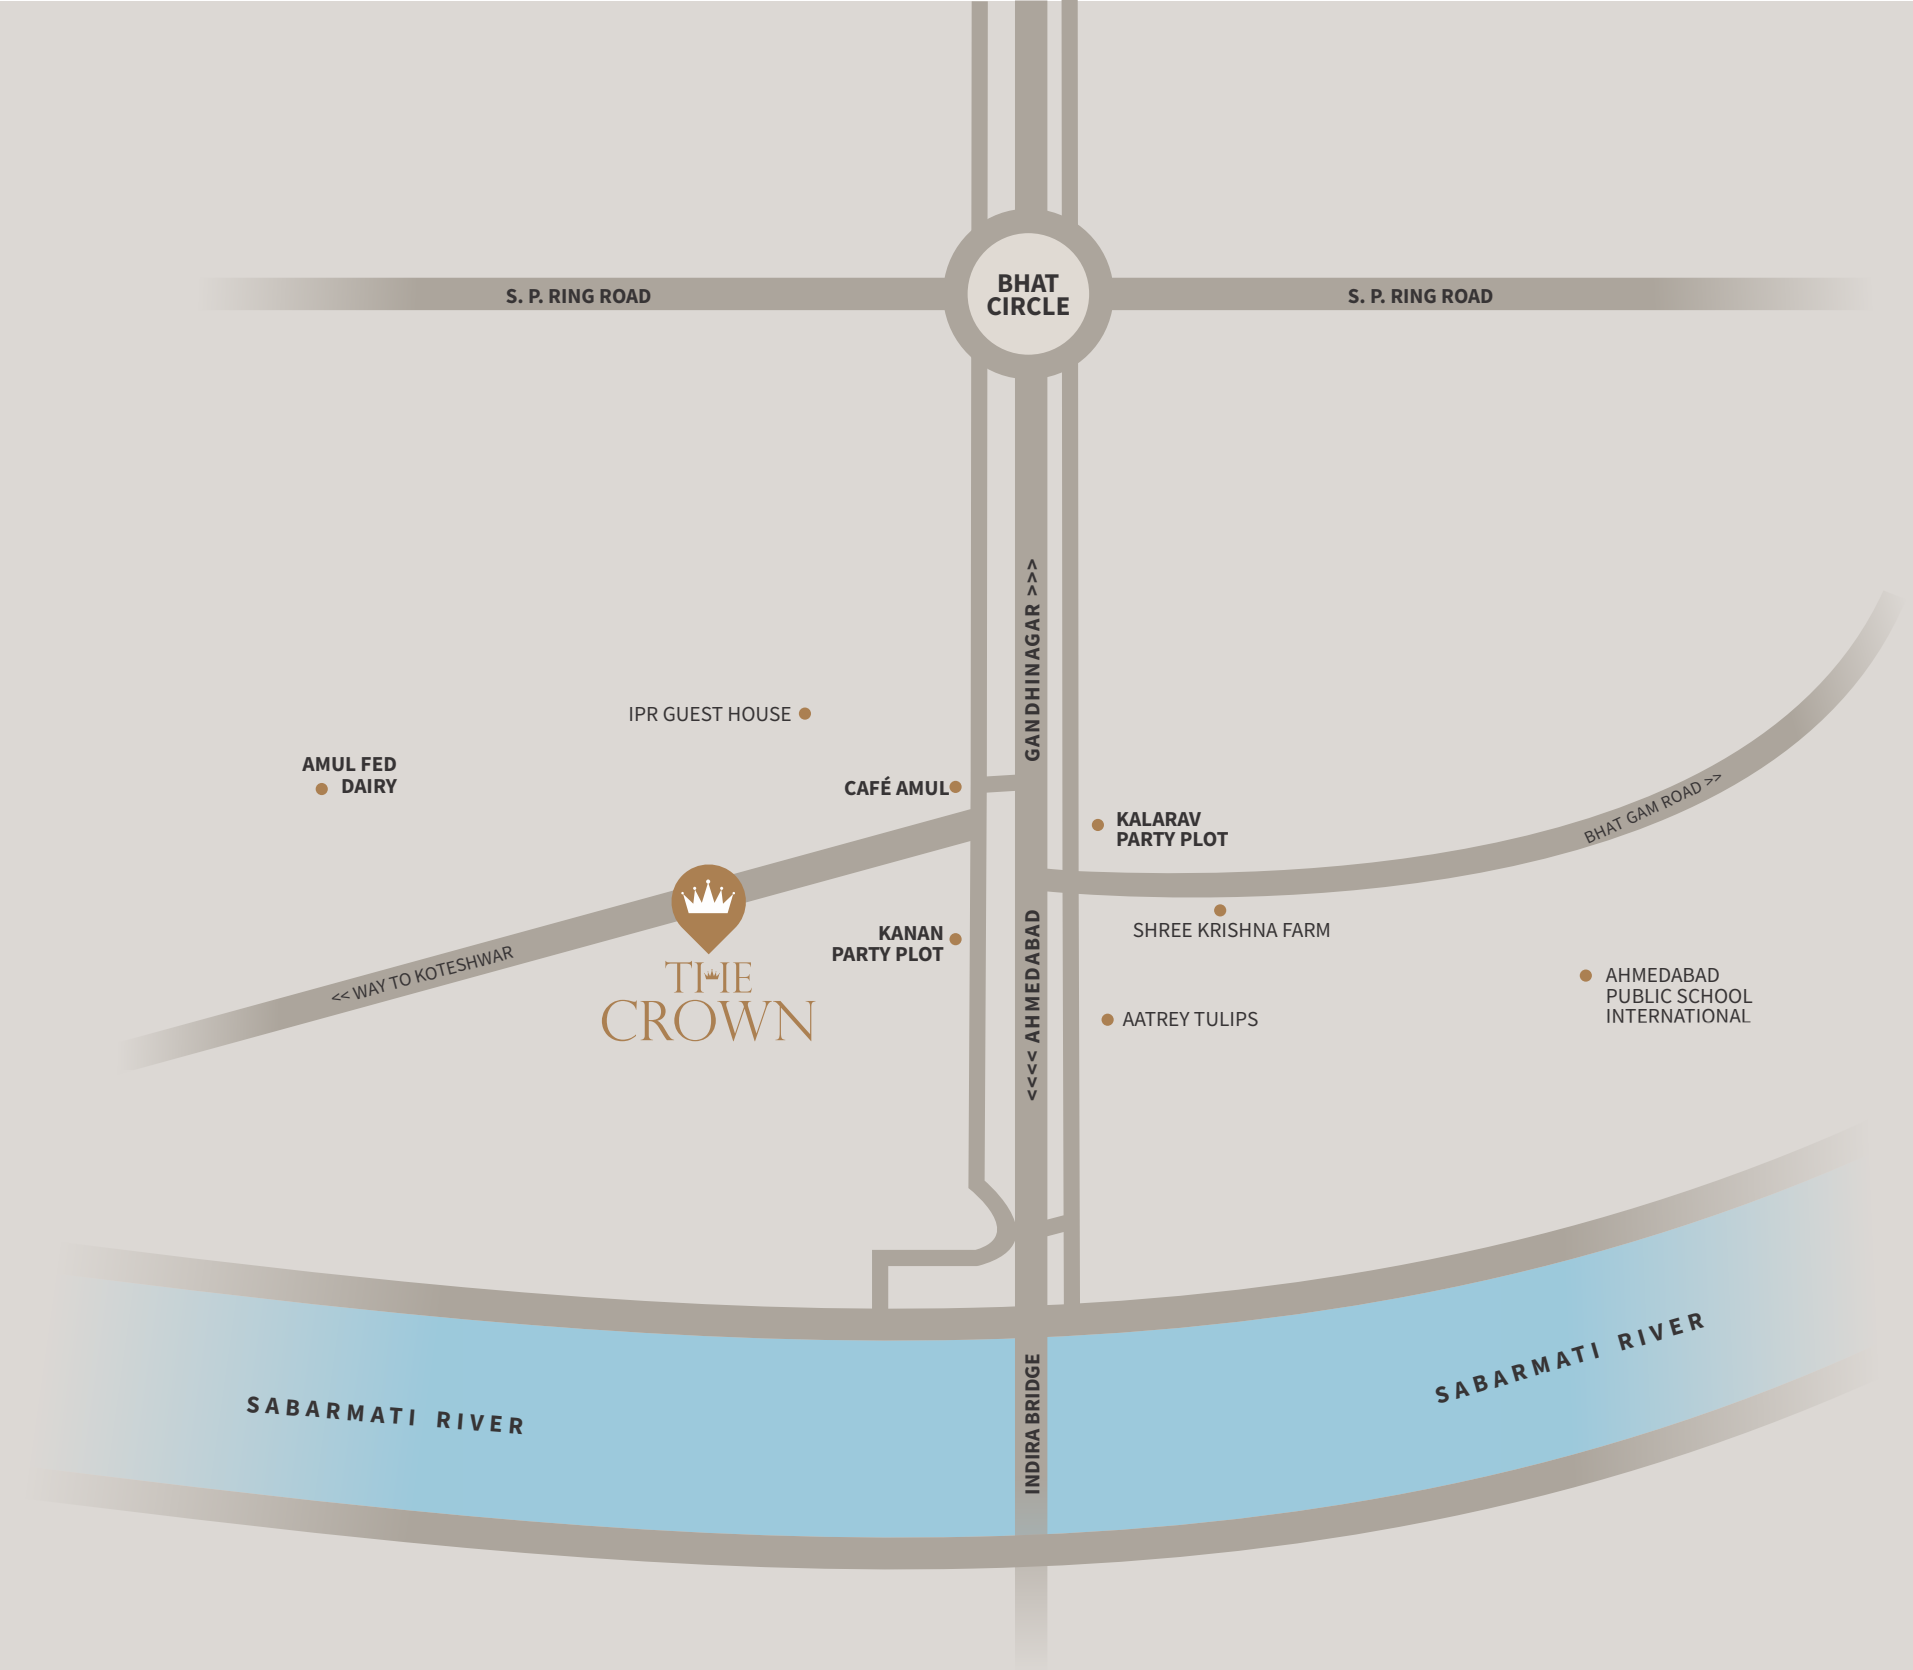 BHAT
CIRCLE
S. P. RING ROAD
S. P. RING ROAD
GANDHINAGAR >>>
IPR GUEST HOUSE
AMUL FED
DAIRY
CAFÉ AMUL
KALARAV
PARTY PLOT
BHAT GAM ROAD >>
SHREE KRISHNA FARM
KANAN
PARTY PLOT
<< WAY TO KOTESHWAR
THE
CROWN
<<<< AHMEDABAD
AHMEDABAD
PUBLIC SCHOOL
INTERNATIONAL
AATREY TULIPS
SABARMATI RIVER
SABARMATI RIVER
INDIRA BRIDGE